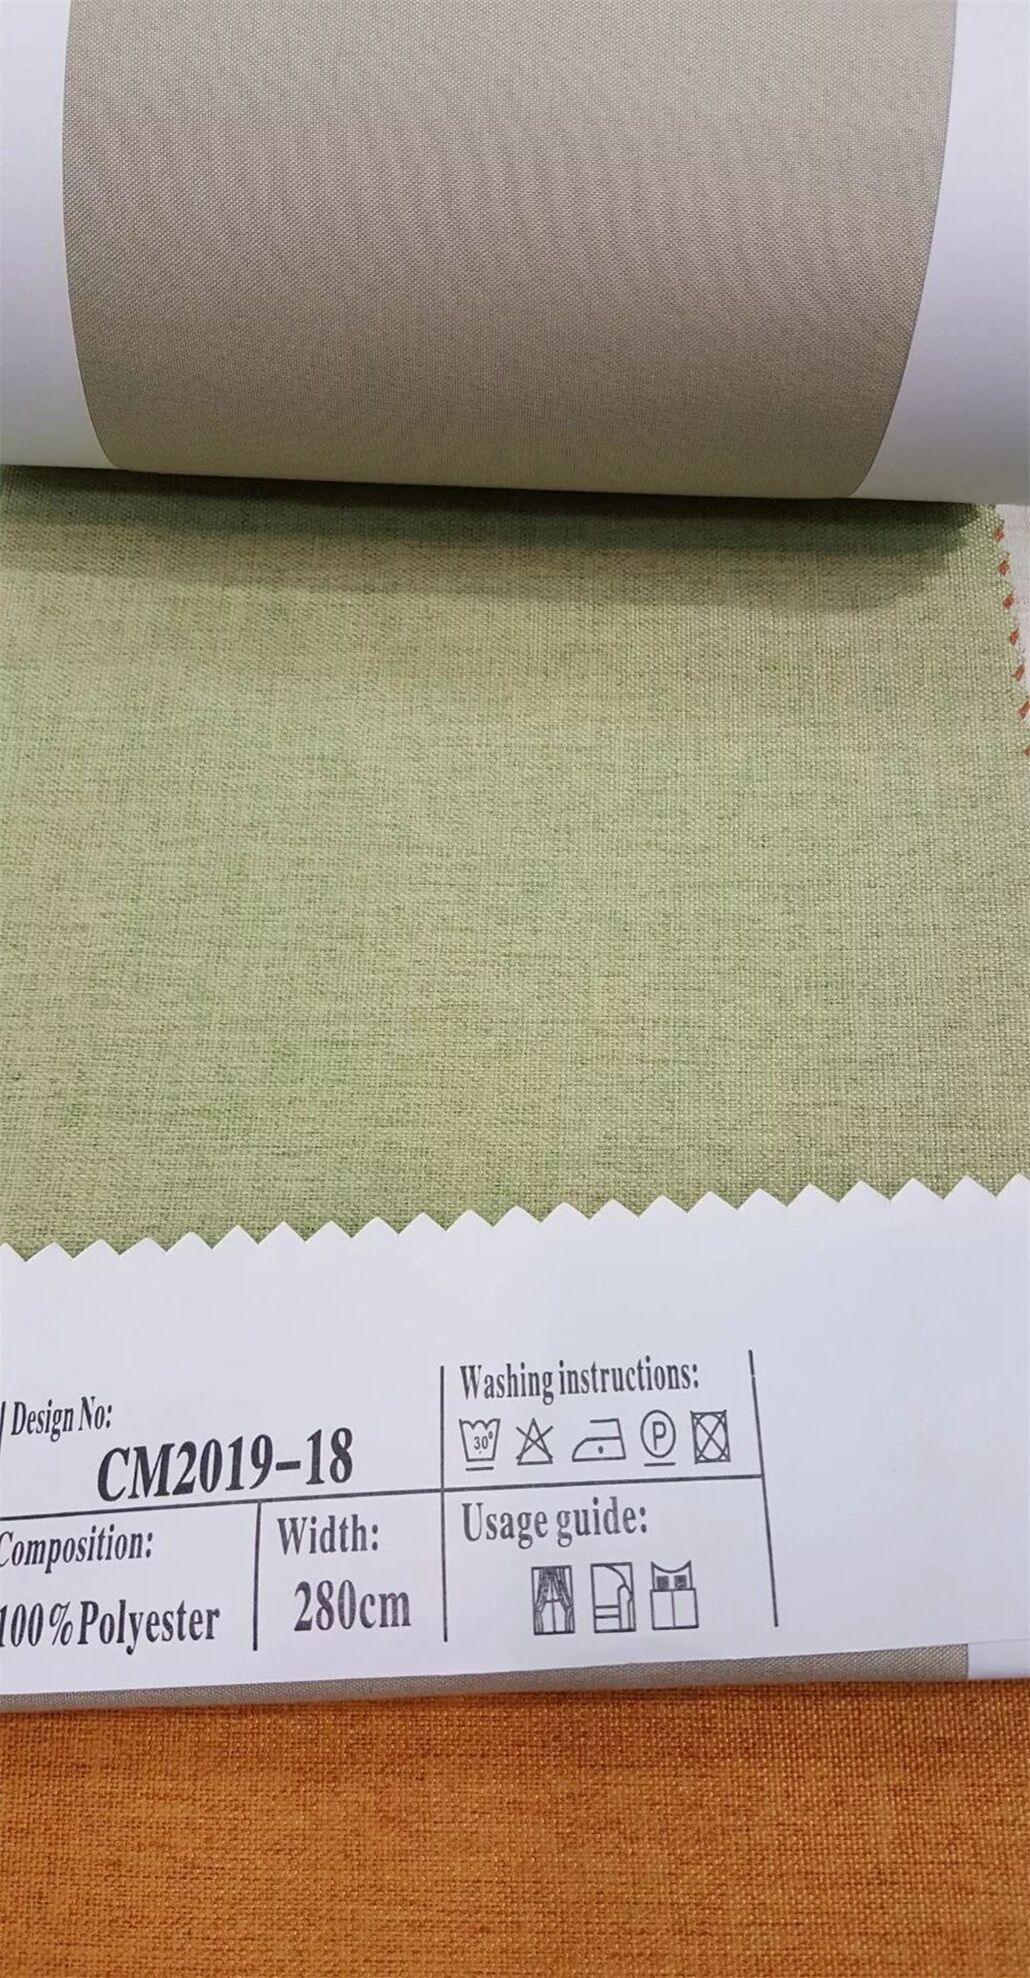 Design No:
CM2019-18
Washing instructions:
30°
P
Composition:
100%Polyester
Width:
280cm
Usage guide: